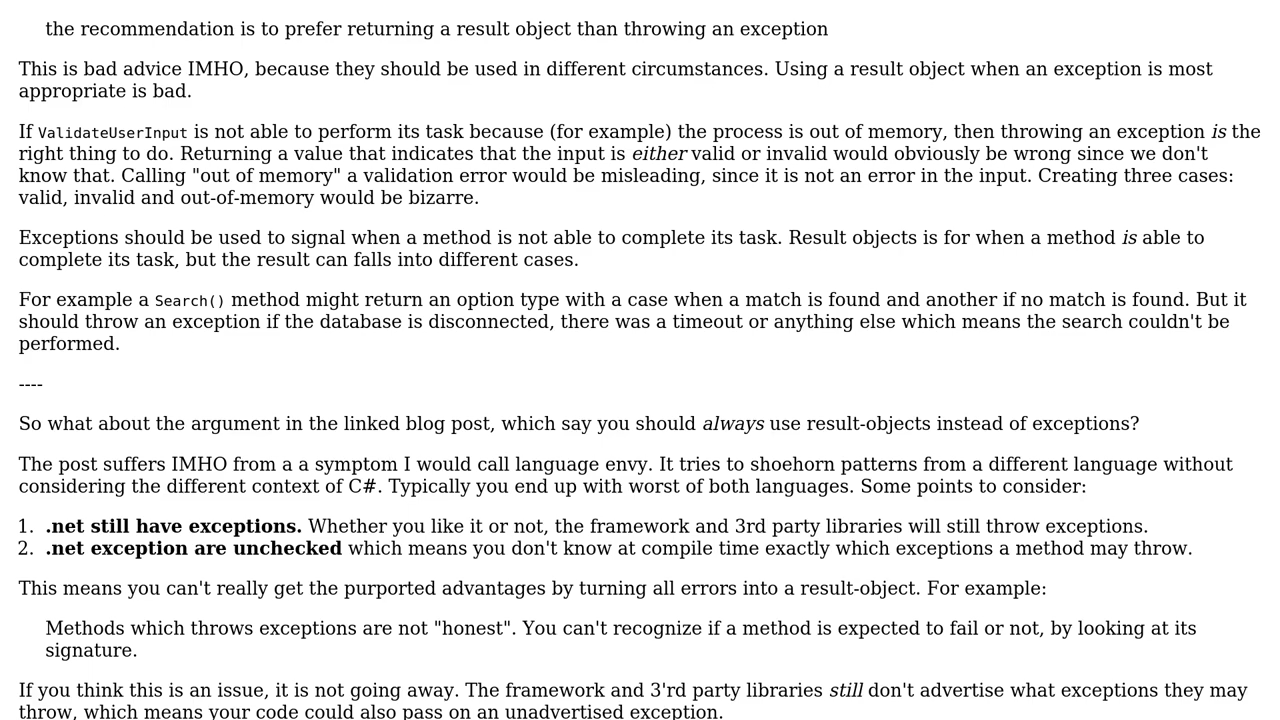 the recommendation is to prefer returning a result object than throwing an exception
This is bad advice IMHO, because they should be used in different circumstances. Using a result object when an exception is most
appropriate is bad.
If ValidateUserInput is not able to perform its task because (for example) the process is out of memory, then throwing an exception is the
right thing to do. Returning a value that indicates that the input is either valid or invalid would obviously be wrong since we don't
know that. Calling "out of memory" a validation error would be misleading, since it is not an error in the input. Creating three cases:
valid, invalid and out-of-memory would be bizarre.
Exceptions should be used to signal when a method is not able to complete its task. Result objects is for when a method is able to
complete its task, but the result can falls into different cases.
For example a Search() method might return an option type with a case when a match is found and another if no match is found. But it
should throw an exception if the database is disconnected, there was a timeout or anything else which means the search couldn't be
performed.
----
So what about the argument in the linked blog post, which say you should always use result-objects instead of exceptions?
The post suffers IMHO from a a symptom I would call language envy. It tries to shoehorn patterns from a different language without
considering the different context of C#. Typically you end up with worst of both languages. Some points to consider:
1. .net still have exceptions. Whether you like it or not, the framework and 3rd party libraries will still throw exceptions.
2. .net exception are unchecked which means you don't know at compile time exactly which exceptions a method may throw.
This means you can't really get the purported advantages by turning all errors into a result-object. For example:
Methods which throws exceptions are not "honest". You can't recognize if a method is expected to fail or not, by looking at its
signature.
If you think this is an issue, it is not going away. The framework and 3'rd party libraries still don't advertise what exceptions they may
throw, which means your code could also pass on an unadvertised exception.